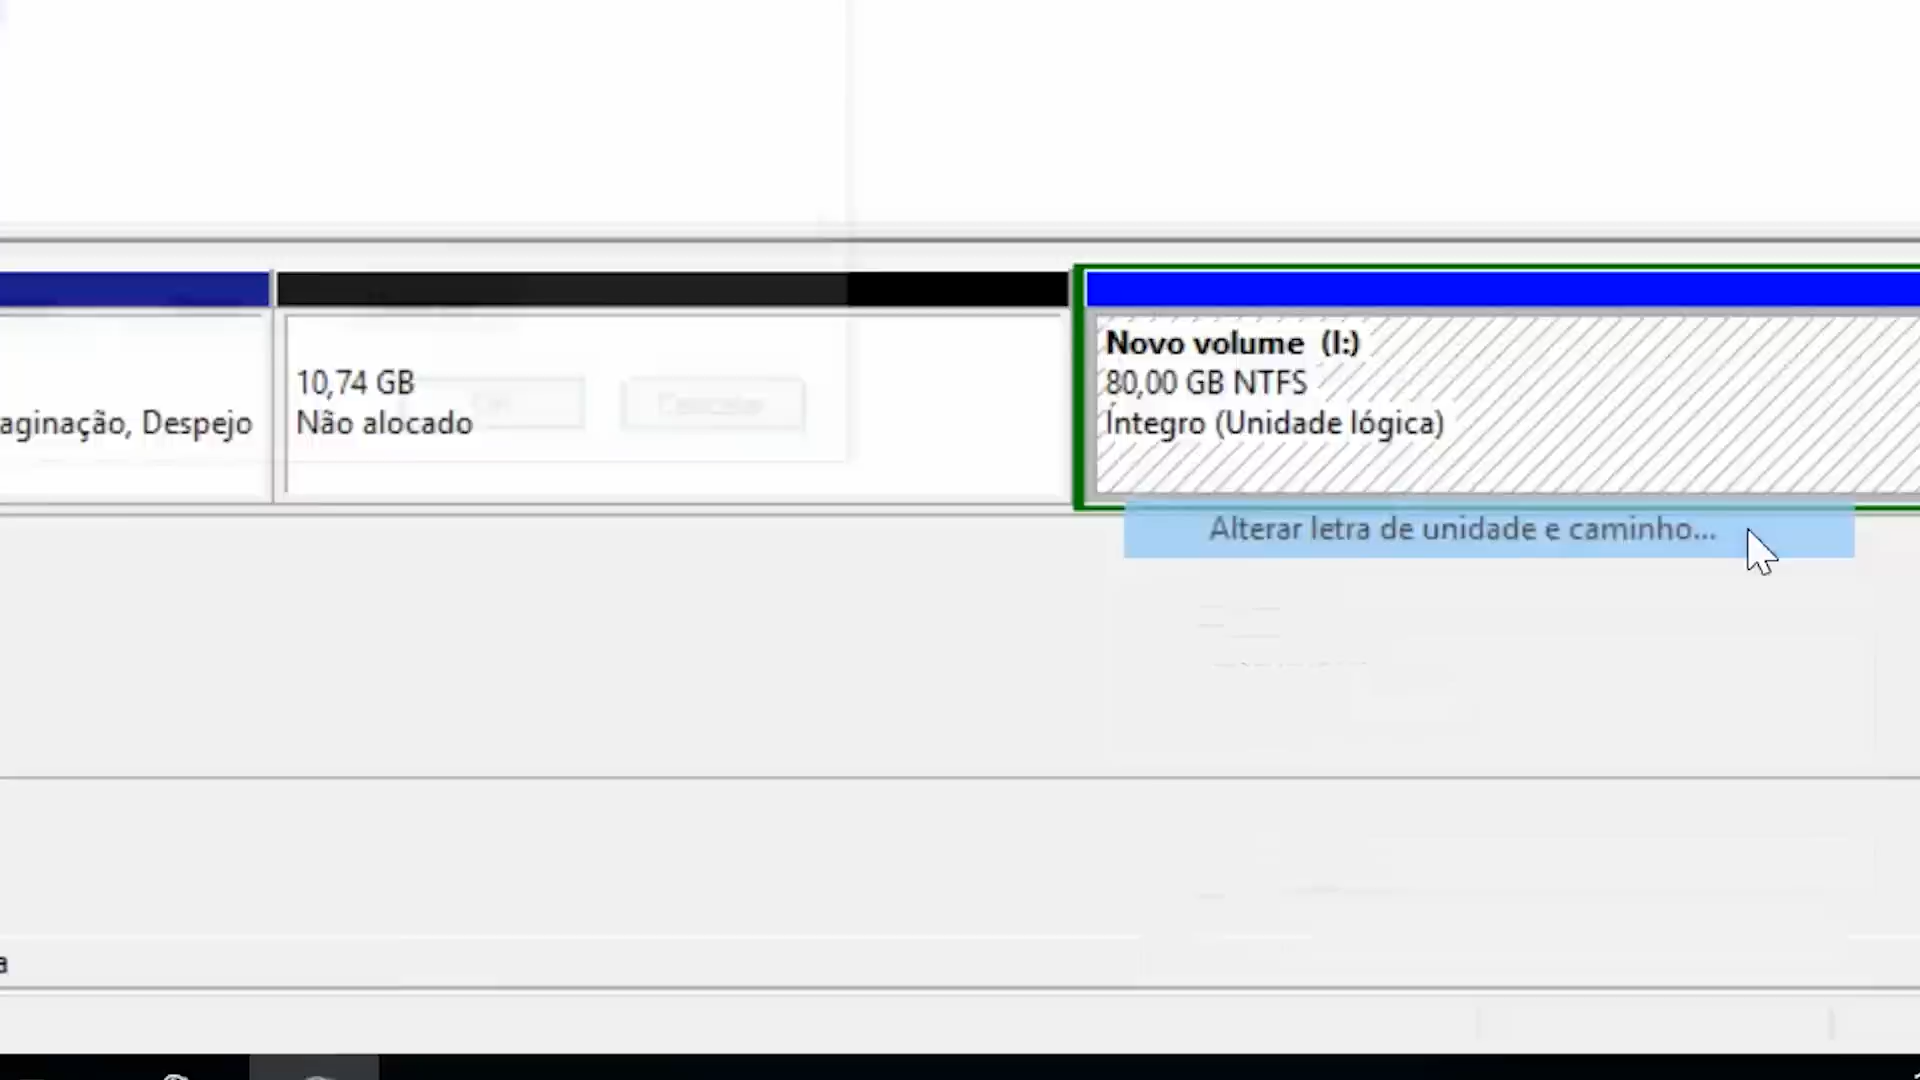 Novo volume (I:)
10,74 GB
80,00 GB NTFS
aginação, Despejo
Não alocado
Íntegro (Unidade lógica)
Alterar letra de unidade e caminho...
a